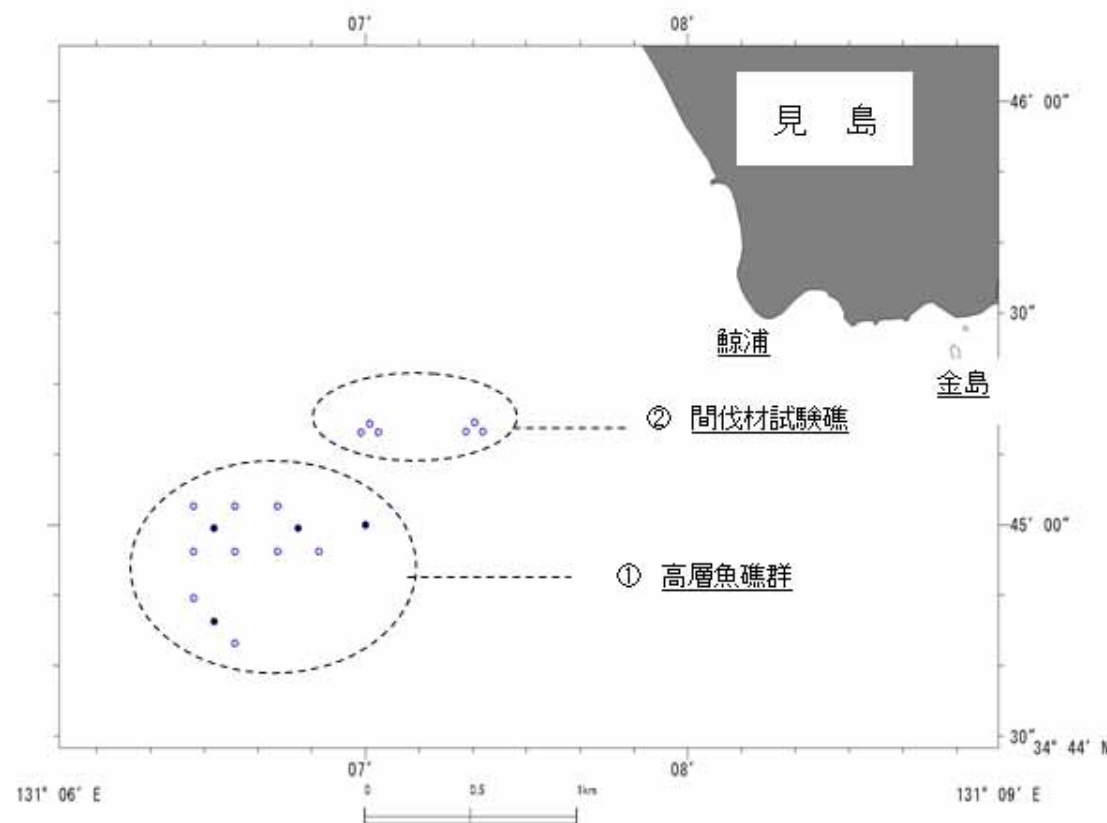 07' 08'
46' 00"
見 島
30"
鯨浦
金島
② 間伐材試験礁
45' 00"
① 高層魚礁群
30"
34° 44' N
07' 08'
131° 06' E
0 0.5 1km
131° 09' E